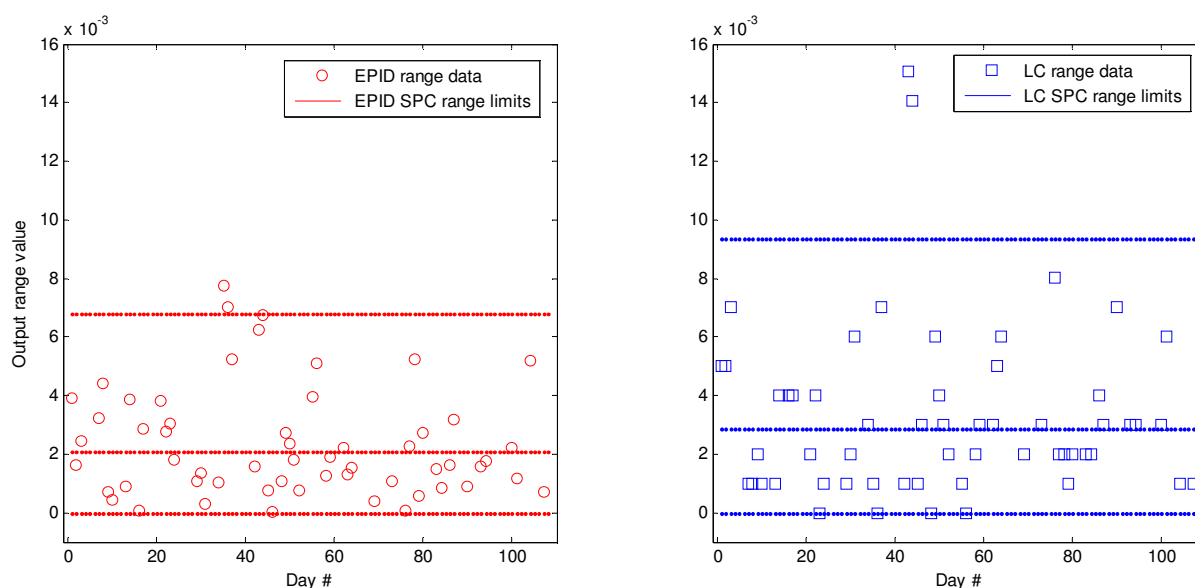 x 10-3
16
14
12
10
8
6
4
2
0
0 20 40 60 80 100
Day #
Output range value
EPID range data
EPID SPC range limits
x 10-3
16
14
12
10
8
6
4
2
0
0 20 40 60 80 100
Day #
LC range data
LC SPC range limits